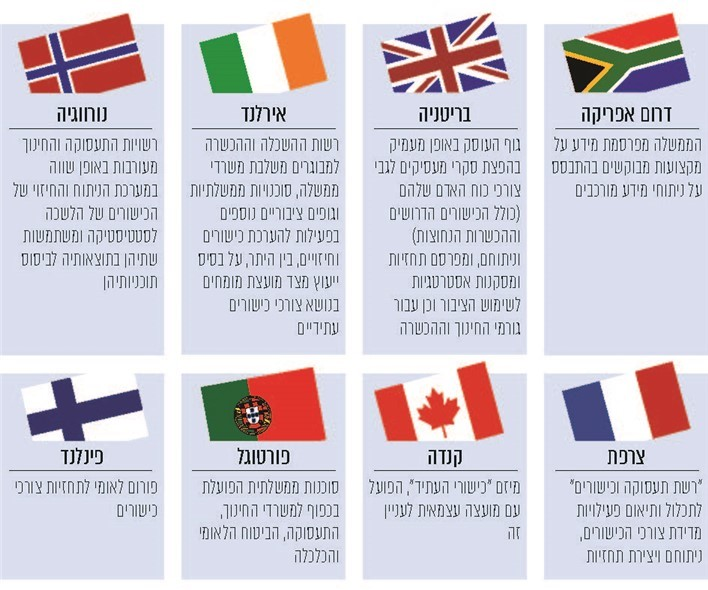 דרום אפריקה
הממשלה מפרסמת מידע על
מקצועות מבוקשים בהתבסס
על ניתוחי מידע מורכבים
בריטניה
גוף העוסק באופן מעמיק
בהפצת סקרי מעסיקים לגבי
צורכי כוח האדם שלהם
(כולל הכישורים הדרושים
וההכשרות הנחוצות)
וניתוחם, ומפרסם תחזיות
ומסקנות אסטרטגיות
לשימוש הציבור וכן עבור
גורמי החינוך וההכשרה
אירלנד
רשות ההשכלה וההכשרה
למבוגרים משלבת משרדי
ממשלה, סוכנויות ממשלתיות
וגופים ציבוריים נוספים
בפעילות להערכת כישורים
וחיזויים, בין היתר, על בסיס
ייעוץ מצד מועצת מומחים
בנושא צורכי כישורים
עתידיים
נורווגיה
רשויות התעסוקה והחינוך
מעורבות באופן שווה
במערכת הניתוח והחיזוי של
הכישורים של הלשכה
לסטטיסטיקה ומשתמשות
שתיהן בתוצאותיה לביסוס
תוכניותיהן
צרפת
"רשת תעסוקה וכישורים"
לתכלול ותיאום פעילויות
מדידת צורכי הכישורים,
ניתוחם ויצירת תחזיות
קנדה
מיזם "כישורי העתיד", הפועל
עם מועצה עצמאית לעניין
זה
פורטוגל
סוכנות ממשלתית הפועלת
בכפוף למשרדי החינוך,
התעסוקה, הביטוח הלאומי
והכלכלה
פינלנד
פורום לאומי לתחזיות צורכי
כישורים